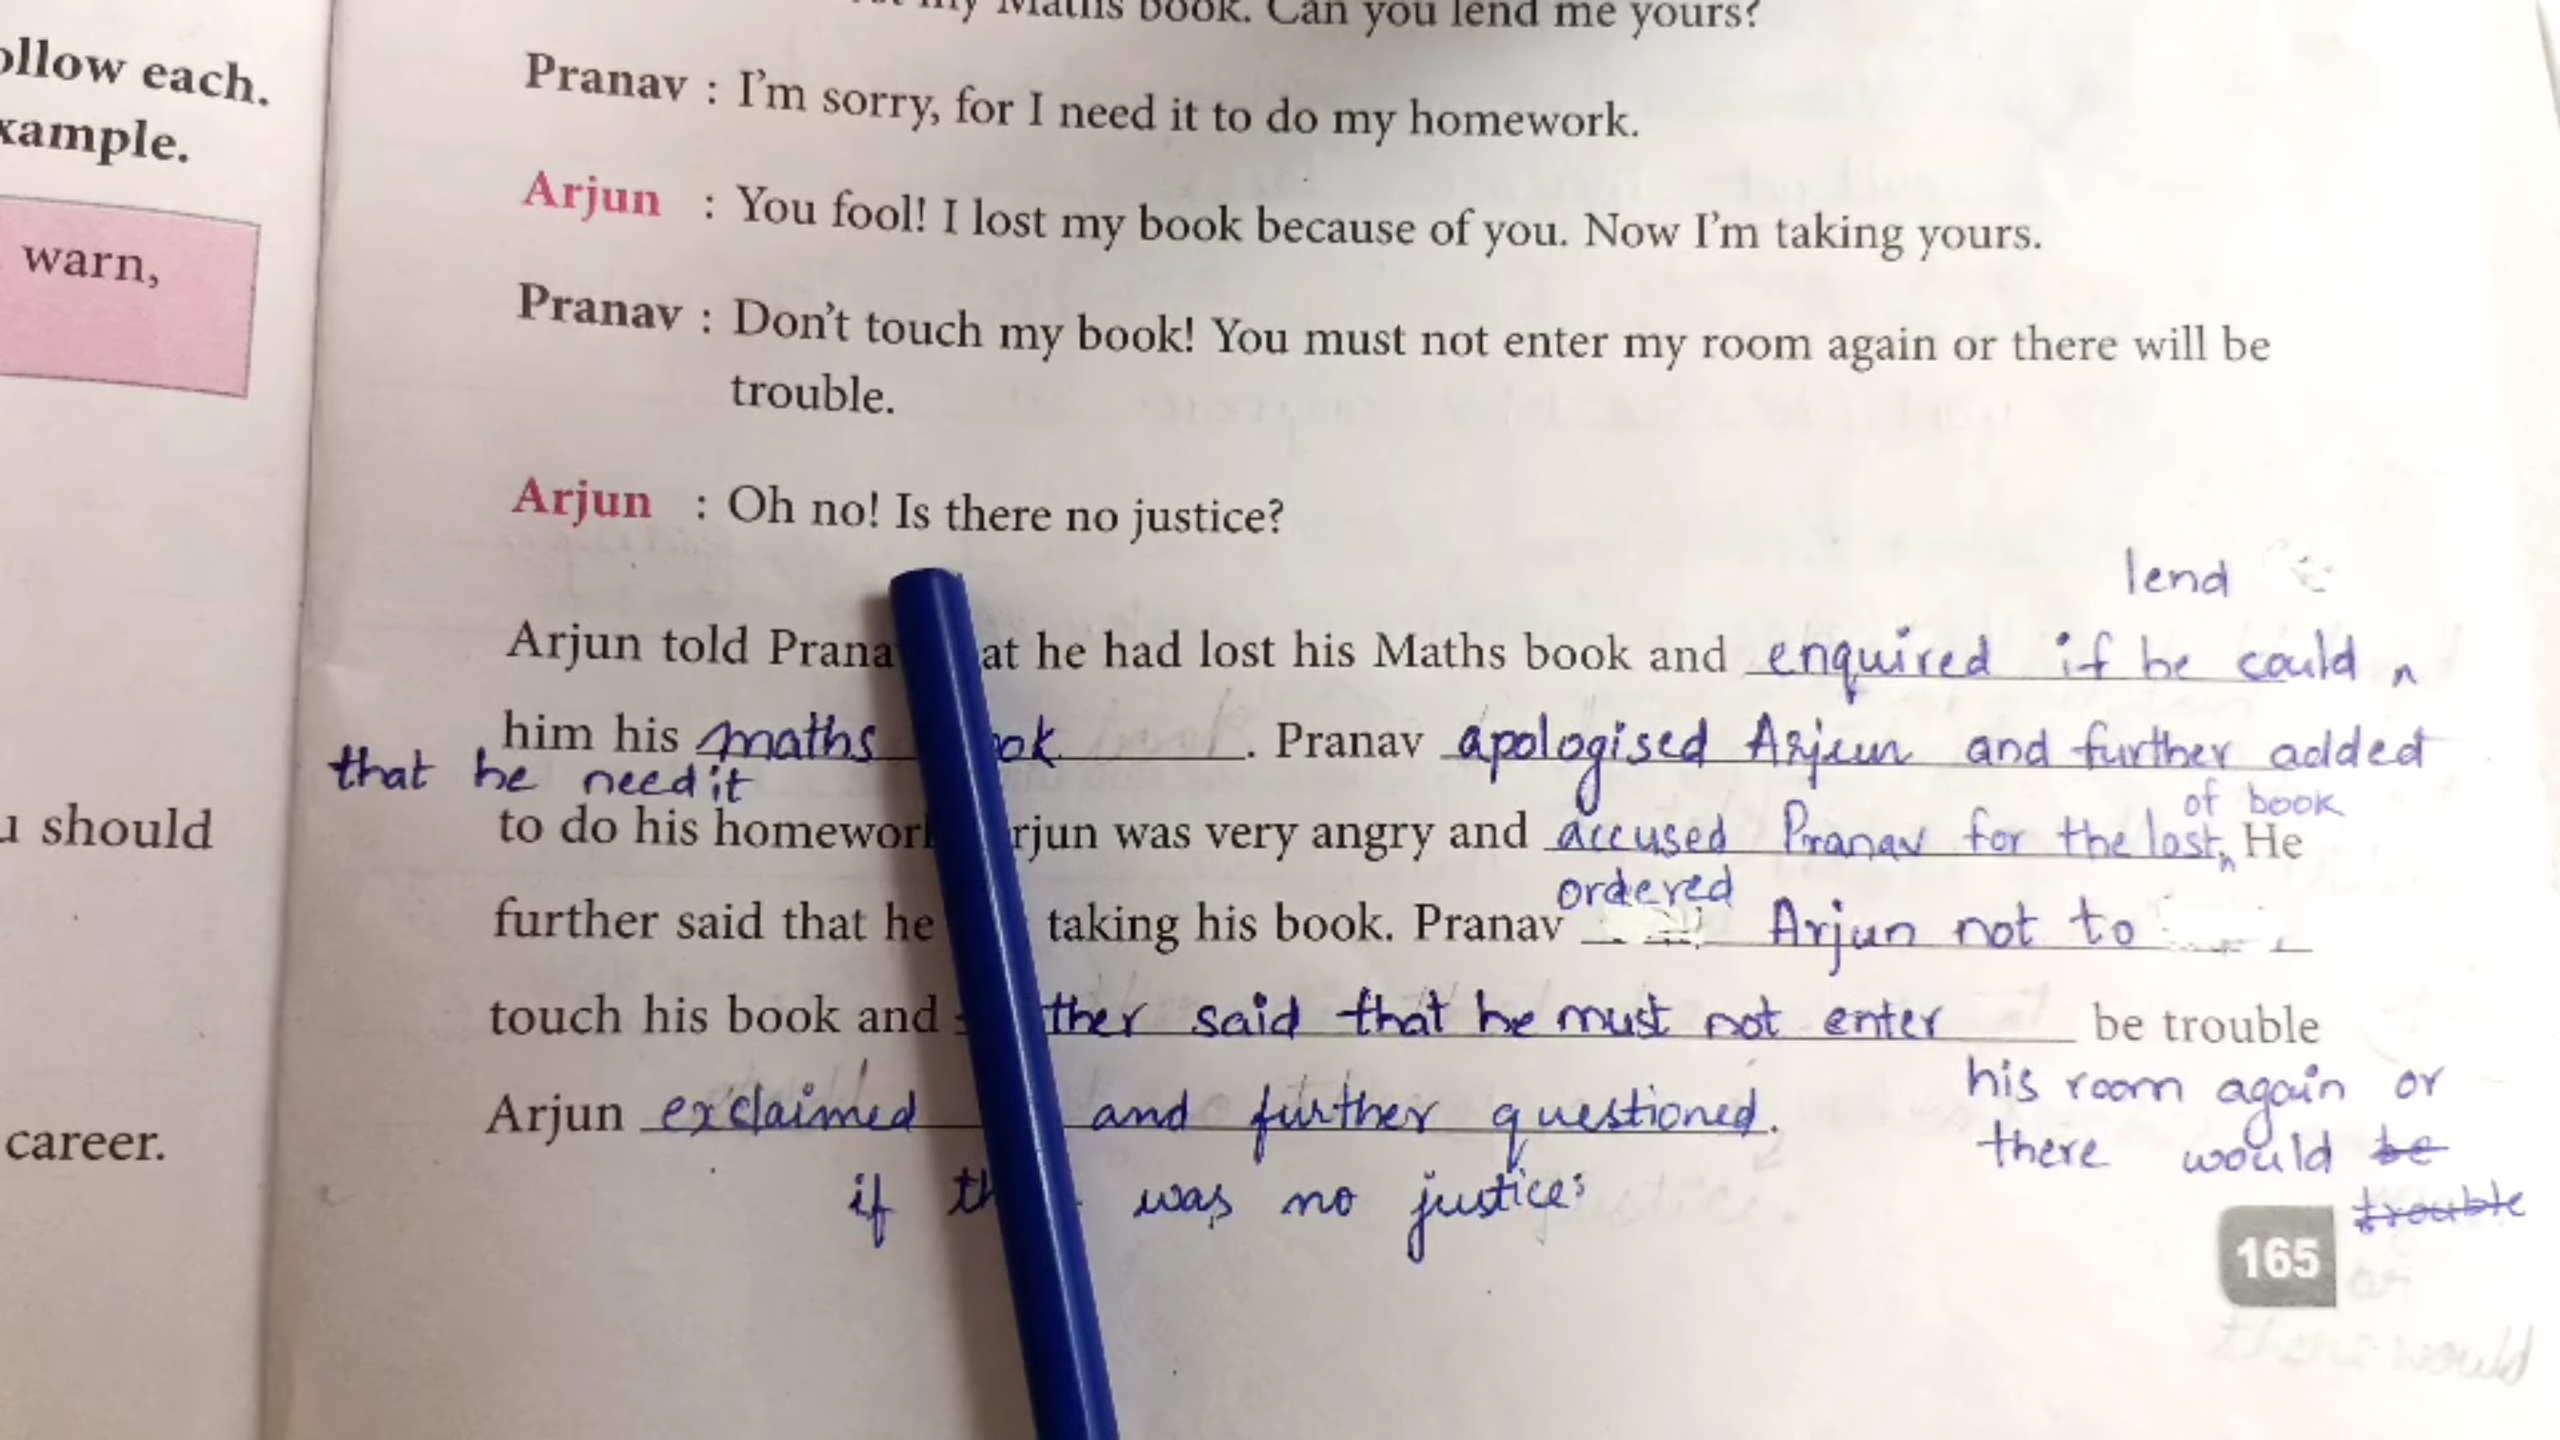 my Maths book. Can you lend me yours?
ollow each.
Pranav : I'm sorry, for I need it to do my homework.
xample.
Arjun : You fool! I lost my book because of you. Now I'm taking yours.
warn,
Pranav : Don't touch my book! You must not enter my room again or there will be
trouble.
Arjun : Oh no! Is there no justice?
lend
Arjun told Prana at he had lost his Maths book and enquired if he could
him his maths ok . Pranav apologised Arjun and further added
that he need it
of book
u should
to do his homewor rjun was very angry and accused Pranav for the lost He
ordered
further said that he taking his book. Pranav Arjun not to
touch his book and ther said that he must not enter be trouble
his room again or
Arjun exclaimed and further questioned.
career.
there would be
if th was no justice
trouble
165
there would